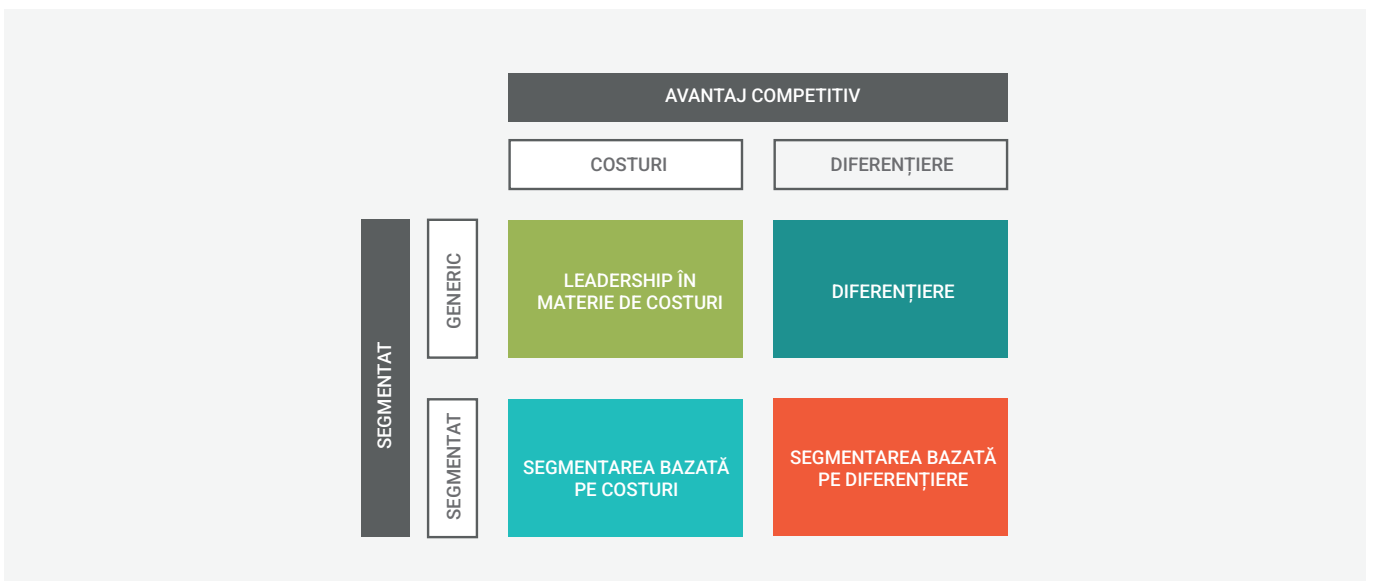 AVANTAJ COMPETITIV
COSTURI
DIFERENȚIERE
SEGMENTAT
GENERIC
LEADERSHIP ÎN
MATERIE DE COSTURI
DIFERENȚIERE
SEGMENTAT
SEGMENTAREA BAZATĂ
PE COSTURI
SEGMENTAREA BAZATĂ
PE DIFERENȚIERE